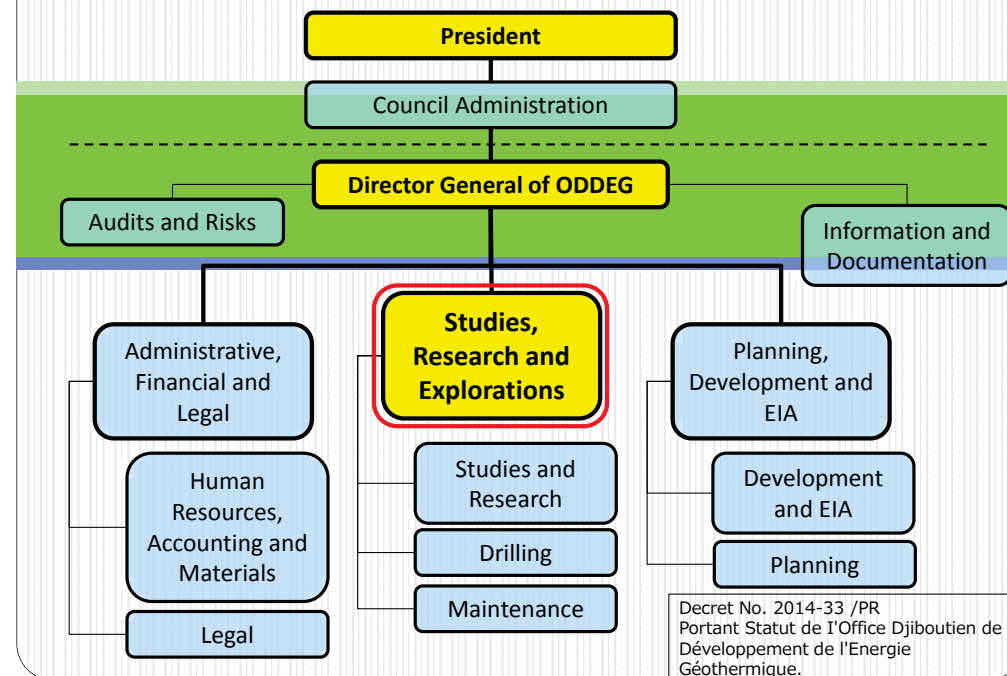 President
Council Administration
Director General of ODDEG
Audits and Risks
Information and
Documentation
Administrative,
Financial and
Legal
Human
Resources,
Accounting and
Materials
Legal
Studies,
Research and
Explorations
Studies and
Research
Drilling
Maintenance
Planning,
Development and
EIA
Development
and EIA
Planning
Decret No. 2014-33 /PR
Portant Statut de I'Office Djiboutien de
Développement de l'Energie
Géothermique.